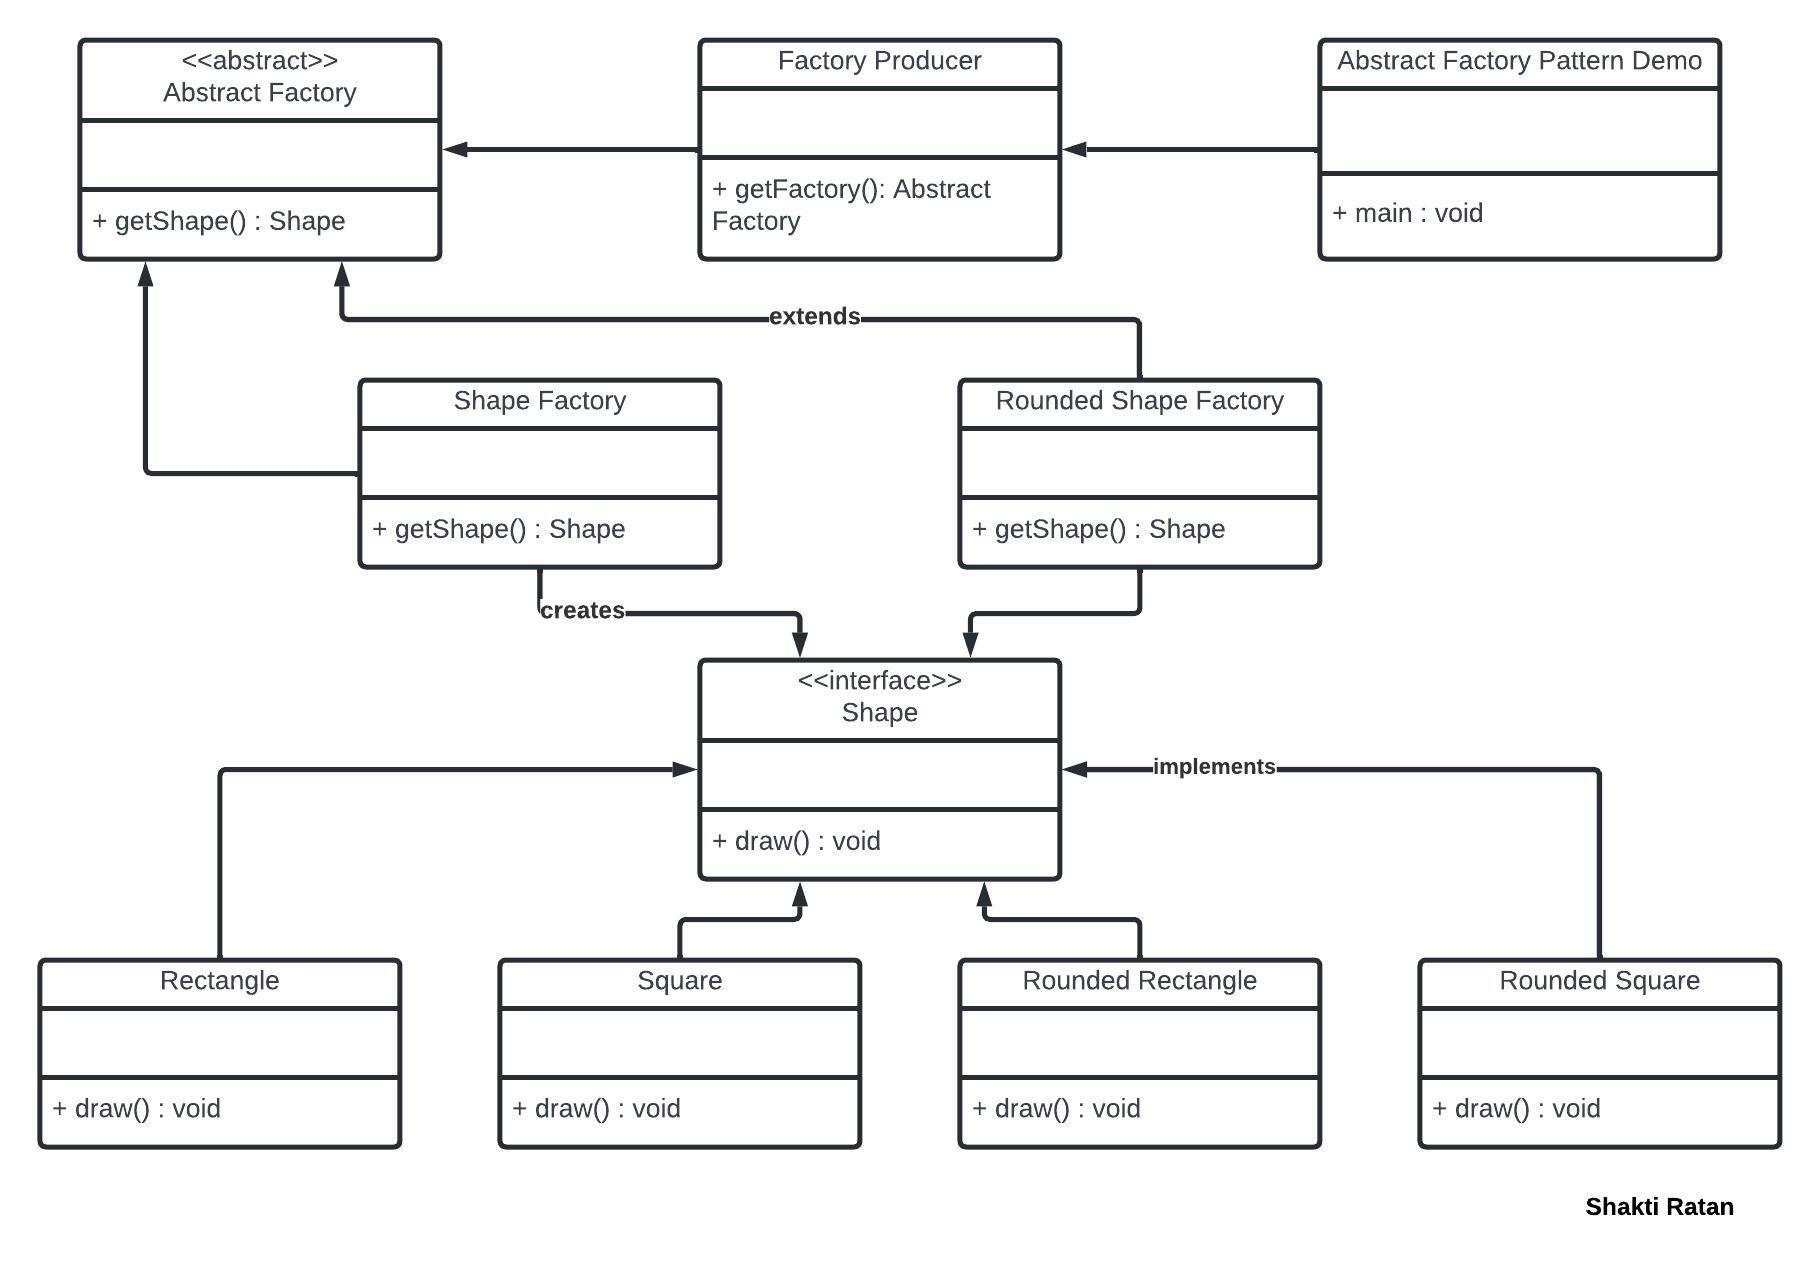 <<abstract>>
Abstract Factory
+ getShape() : Shape
Factory Producer
+ getFactory(): Abstract
Factory
Abstract Factory Pattern Demo
+ main : void
extends
Shape Factory
+ getShape() : Shape
Rounded Shape Factory
+ getShape() : Shape
creates
<<interface>>
Shape
+ draw() : void
implements
Rectangle
+ draw() : void
Square
+ draw() : void
Rounded Rectangle
+ draw() : void
Rounded Square
+ draw() : void
Shakti Ratan